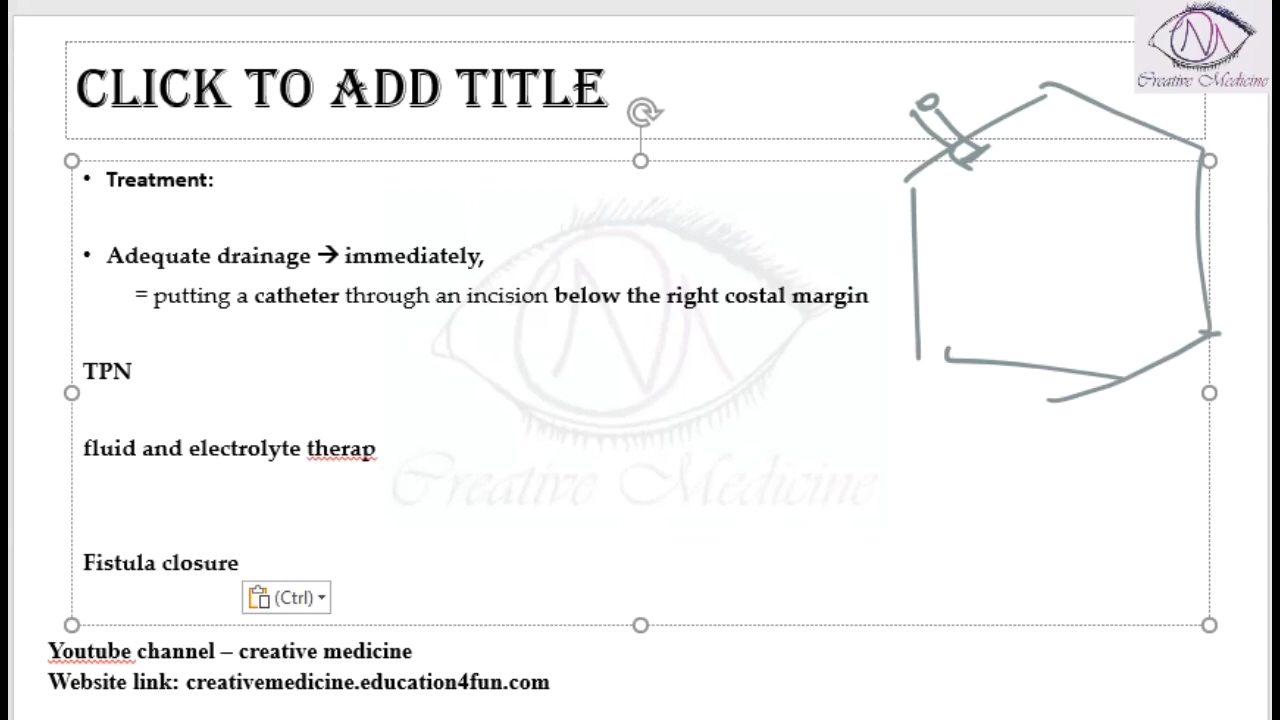 Creative Medicine
CLICK TO ADD TITLE
• Treatment:
• Adequate drainage → immediately,
= putting a catheter through an incision below the right costal margin
TPN
fluid and electrolyte therap
Creative Medicine
Fistula closure
(Ctrl)
Youtube channel – creative medicine
Website link: creativemedicine.education4fun.com